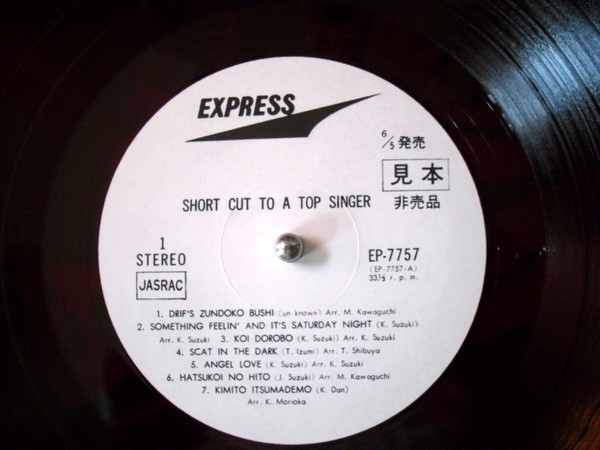 EXPRESS
6/5 発売
見本
SHORT CUT TO A TOP SINGER
非売品
1
STEREO
JASRAC
EP-7757
(EP-7757-A)
33⅓ r. p. m.
1. DRIF'S ZUNDOKO BUSHI (un known) Arr. M. Kawaguchi
2. SOMETHING FEELIN' AND IT'S SATURDAY NIGHT (K. Suzuki)
Arr. K. Suzuki 3. KOI DOROBO (K. Suzuki) Arr. K. Suzuki
4. SCAT IN THE DARK (T. Izumi) Arr. T. Shibuya
5. ANGEL LOVE (K. Suzuki) Arr. K. Suzuki
6. HATSUKOI NO HITO (J. Suzuki) Arr. M. Kawaguchi
7. KIMITO ITSUMADEMO (K. Dan)
Arr. K. Morioka